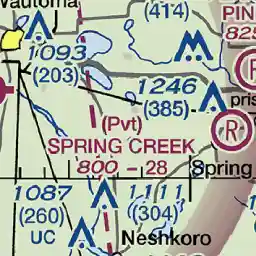 Wautoma
(414)
PIN
825
1093
(203)
1246
(385)
R
pris
(Pvt)
R
SPRING CREEK
800 - 28
Spring
1087
1111
(260)
(304)
UC
Neshkoro